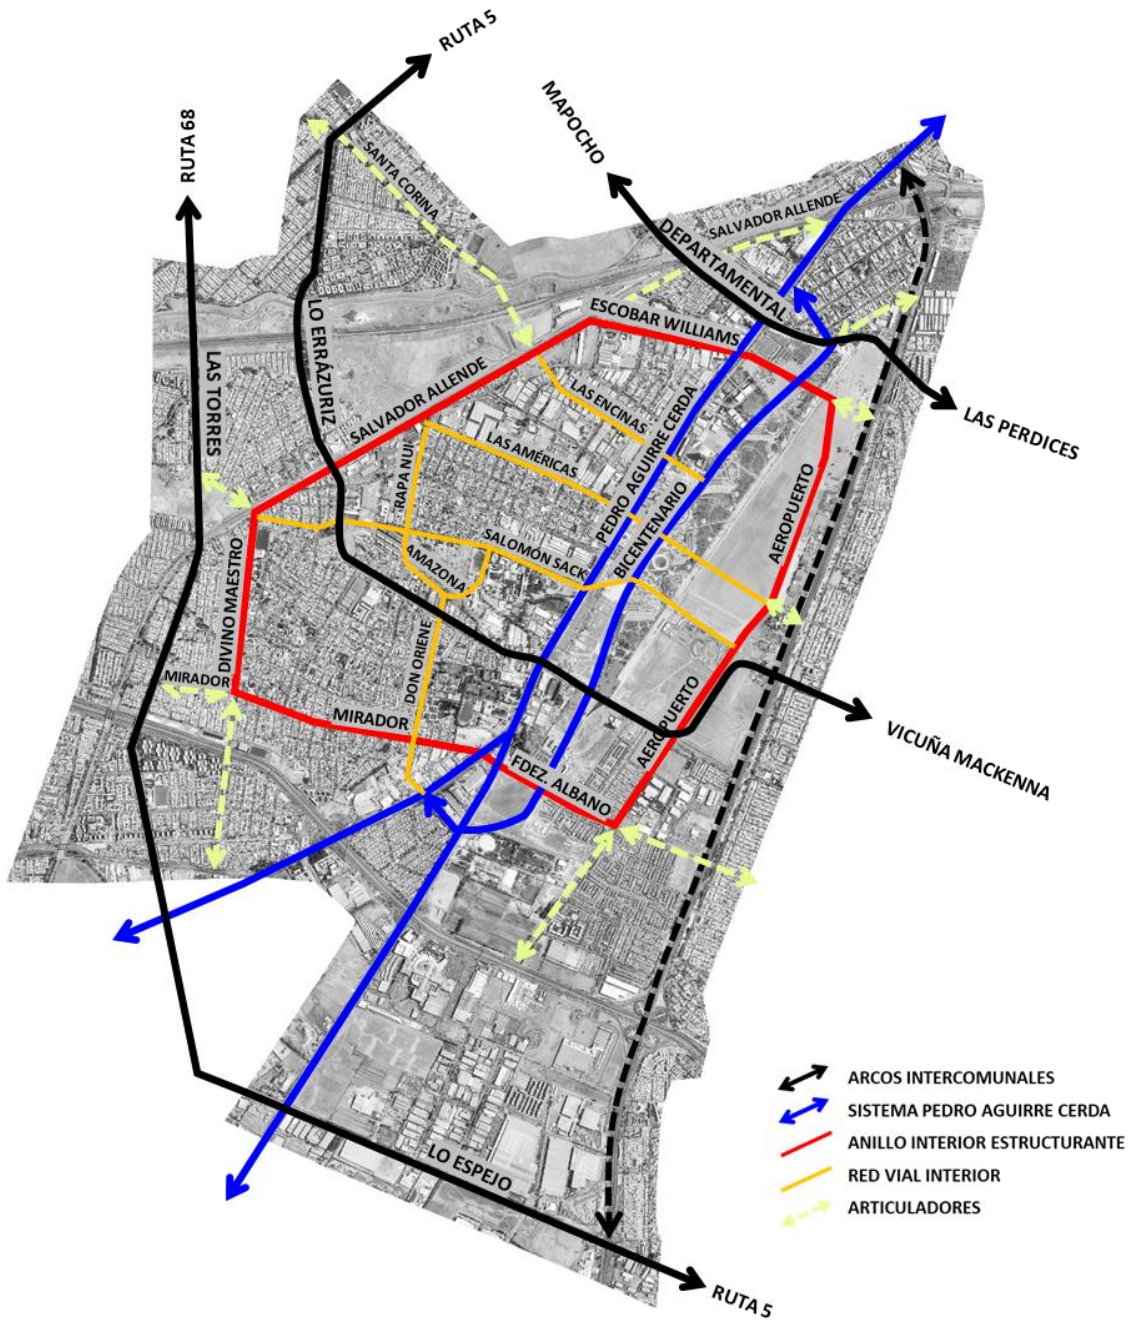 RUTA 5
MAPOCHO
RUTA 68
SANTA CORINA
SALVADOR ALLENDE
DEPARTAMENTAL
LO ERRÁZURIZ
ESCOBAR WILLIAMS
LAS TORRES
SALVADOR ALLENDE
LAS ENCINAS
PEDRO AGUIRRE CERDA
LAS PERDICES
LAS AMÉRICAS
RAPA NUI
BICENTENARIO
AEROPUERTO
SALOMÓN SACK
AMAZONA
DIVINO MAESTRO
DON ORIENE
MIRADOR
MIRADOR
AEROPUERTO
VICUÑA MACKENNA
FDEZ. ALBANO
ARCOS INTERCOMUNALES
SISTEMA PEDRO AGUIRRE CERDA
ANILLO INTERIOR ESTRUCTURANTE
RED VIAL INTERIOR
ARTICULADORES
LO ESPEJO
RUTA 5